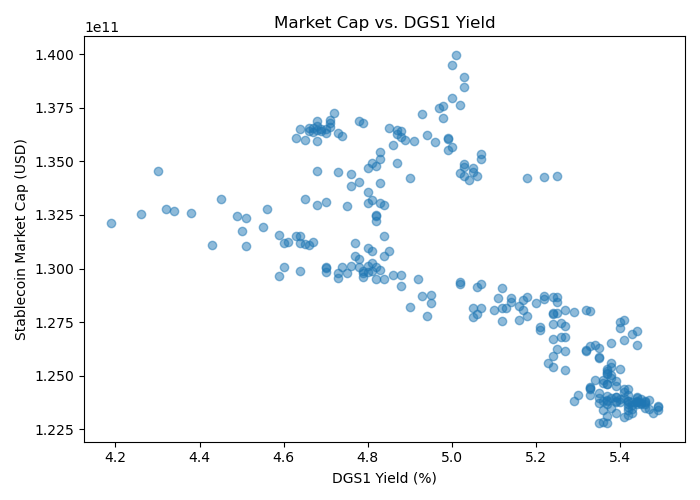 Market Cap vs. DGS1 Yield
1e11
1.400
1.375
1.350
1.325
1.300
1.275
1.250
1.225
Stablecoin Market Cap (USD)
4.2 4.4 4.6 4.8 5.0 5.2 5.4
DGS1 Yield (%)